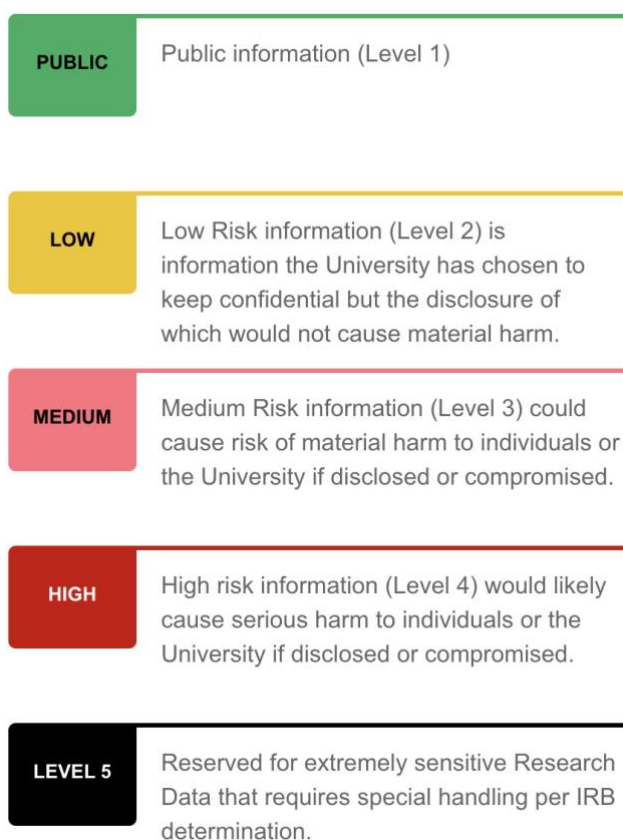 PUBLIC
Public information (Level 1)
LOW
Low Risk information (Level 2) is
information the University has chosen to
keep confidential but the disclosure of
which would not cause material harm.
MEDIUM
Medium Risk information (Level 3) could
cause risk of material harm to individuals or
the University if disclosed or compromised.
HIGH
High risk information (Level 4) would likely
cause serious harm to individuals or the
University if disclosed or compromised.
LEVEL 5
Reserved for extremely sensitive Research
Data that requires special handling per IRB
determination.